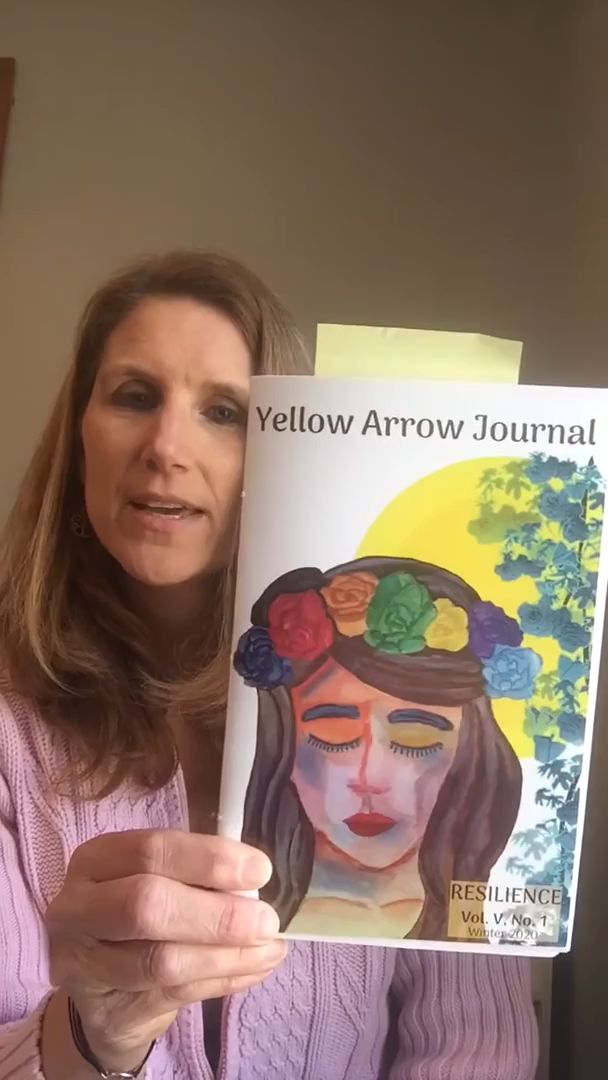 Yellow Arrow Journal
RESILIENCE
Vol. V, No. 1
Winter 2020